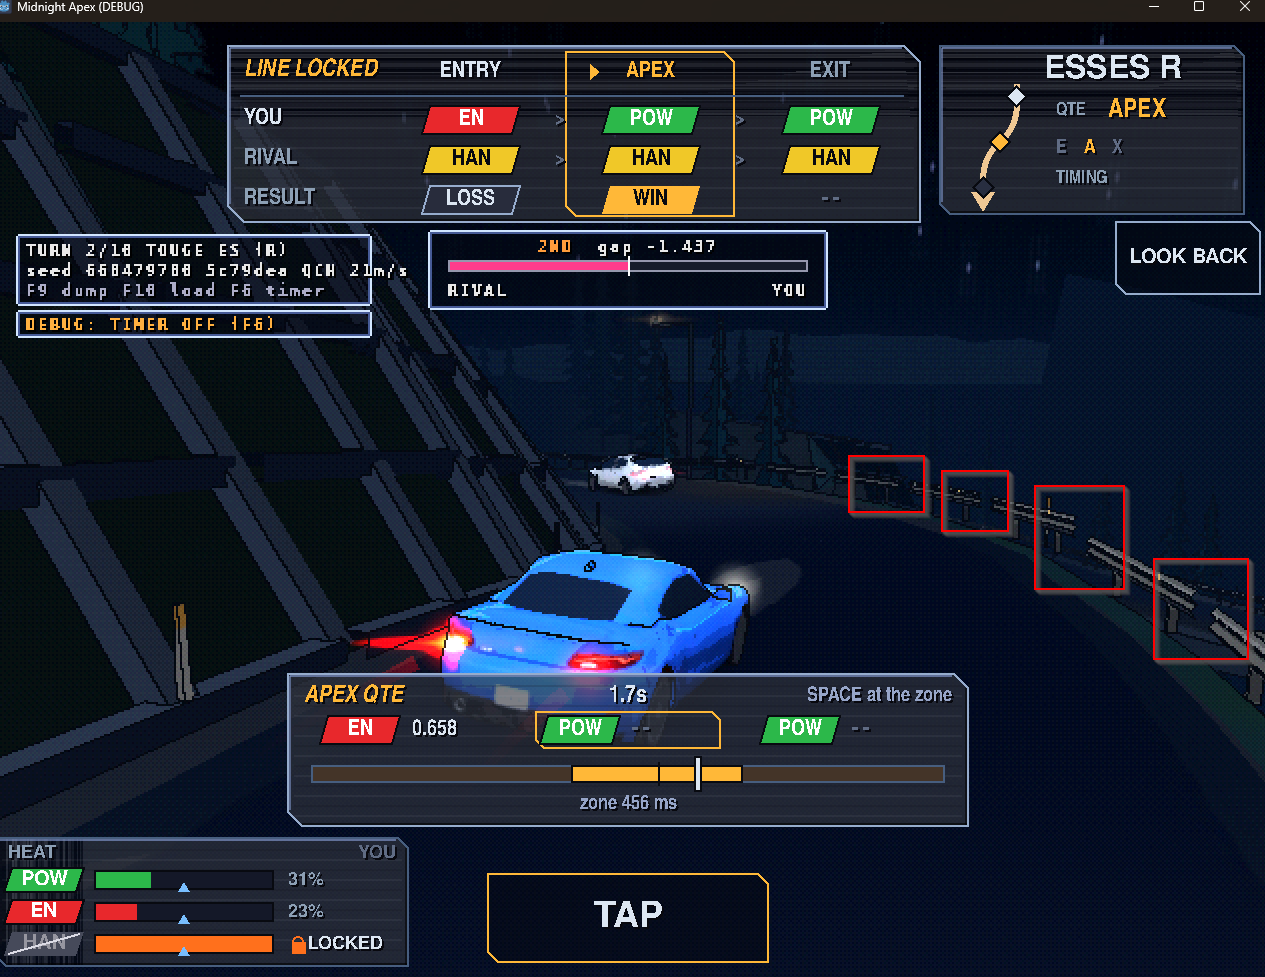 Midnight Apex (DEBUG)
LINE LOCKED ENTRY APEX EXIT
YOU EN > POW > POW
RIVAL HAN > HAN > HAN
RESULT LOSS WIN --
ESSES R
QTE APEX
E A X
TIMING
LOOK BACK
TURN 2/18 TOUGE ES (R)
seed 668479788 5c79dea QCH 21m/s
F9 dump F10 load F6 timer
DEBUG: TIMER OFF (F6)
2ND gap -1.437
RIVAL YOU
APEX QTE 1.7s SPACE at the zone
EN 0.658 POW -- POW --
zone 456 ms
HEAT YOU
POW 31%
EN 23%
HAN LOCKED
TAP